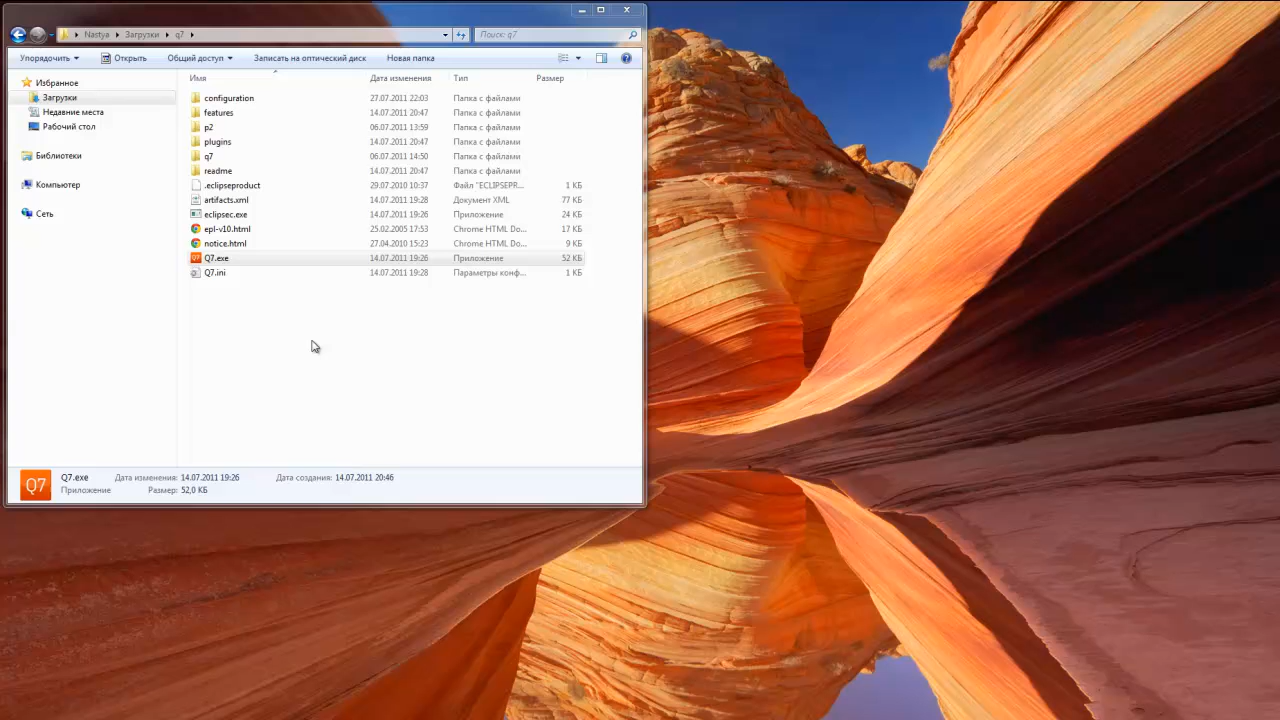 Nastya Загрузки q7 Поиск: q7
Упорядочить Открыть Общий доступ Записать на оптический диск Новая папка
Имя Дата изменения Тип Размер
Избранное
Загрузки
Недавние места
Рабочий стол
Библиотеки
Компьютер
Сеть
configuration 27.07.2011 22:03 Папка с файлами
features 14.07.2011 20:47 Папка с файлами
p2 06.07.2011 13:59 Папка с файлами
plugins 14.07.2011 20:47 Папка с файлами
q7 06.07.2011 14:50 Папка с файлами
readme 14.07.2011 20:47 Папка с файлами
.eclipseproduct 29.07.2010 10:37 Файл "ECLIPSEPR... 1 КБ
artifacts.xml 14.07.2011 19:28 Документ XML 77 КБ
eclipsec.exe 14.07.2011 19:26 Приложение 24 КБ
epl-v10.html 25.02.2005 17:53 Chrome HTML Do... 17 КБ
notice.html 27.04.2010 15:23 Chrome HTML Do... 9 КБ
Q7.exe 14.07.2011 19:26 Приложение 52 КБ
Q7.ini 14.07.2011 19:28 Параметры конф... 1 КБ
Q7
Q7.exe Дата изменения: 14.07.2011 19:26 Дата создания: 14.07.2011 20:46
Приложение Размер: 52,0 КБ